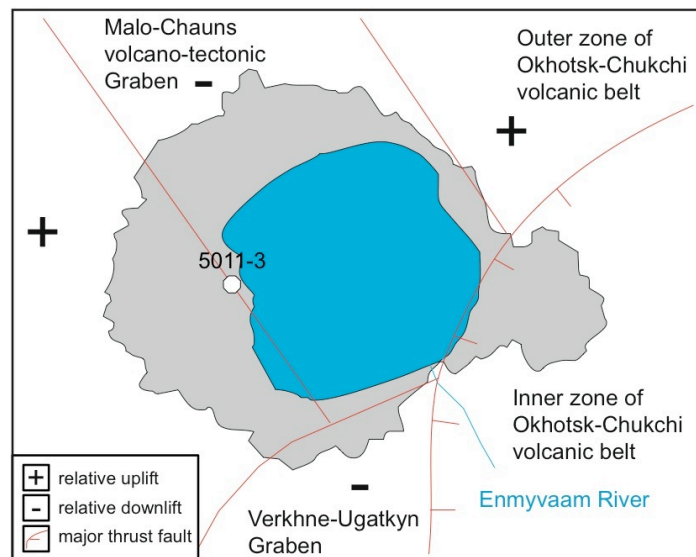 Malo-Chauns
volcano-tectonic
Graben -
Outer zone of
Okhotsk-Chukchi
volcanic belt
+
+
5011-3
Inner zone of
Okhotsk-Chukchi
volcanic belt
Enmyvaam River
-
Verkhne-Ugatkyn
Graben
+ relative uplift
- relative downlift
major thrust fault